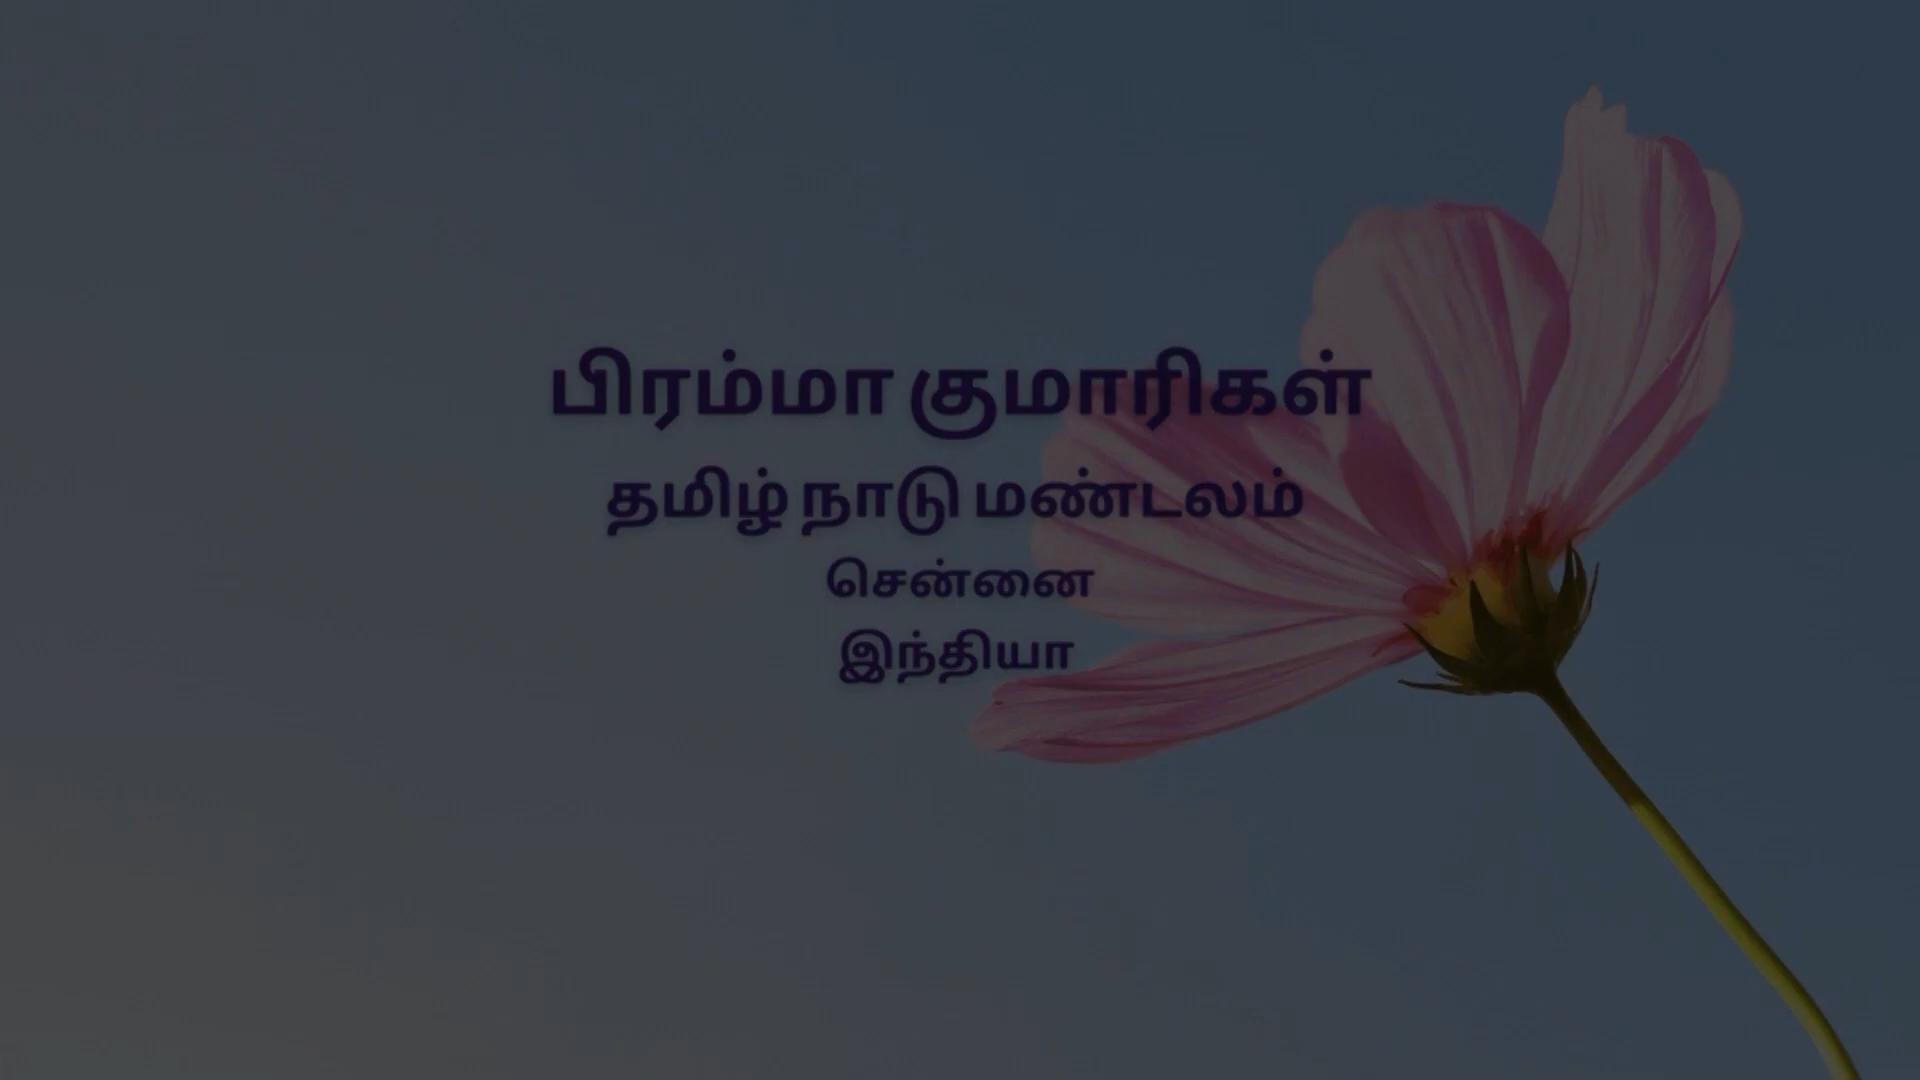 பிரம்மா குமாரிகள்
தமிழ் நாடு மண்டலம்
சென்னை
இந்தியா